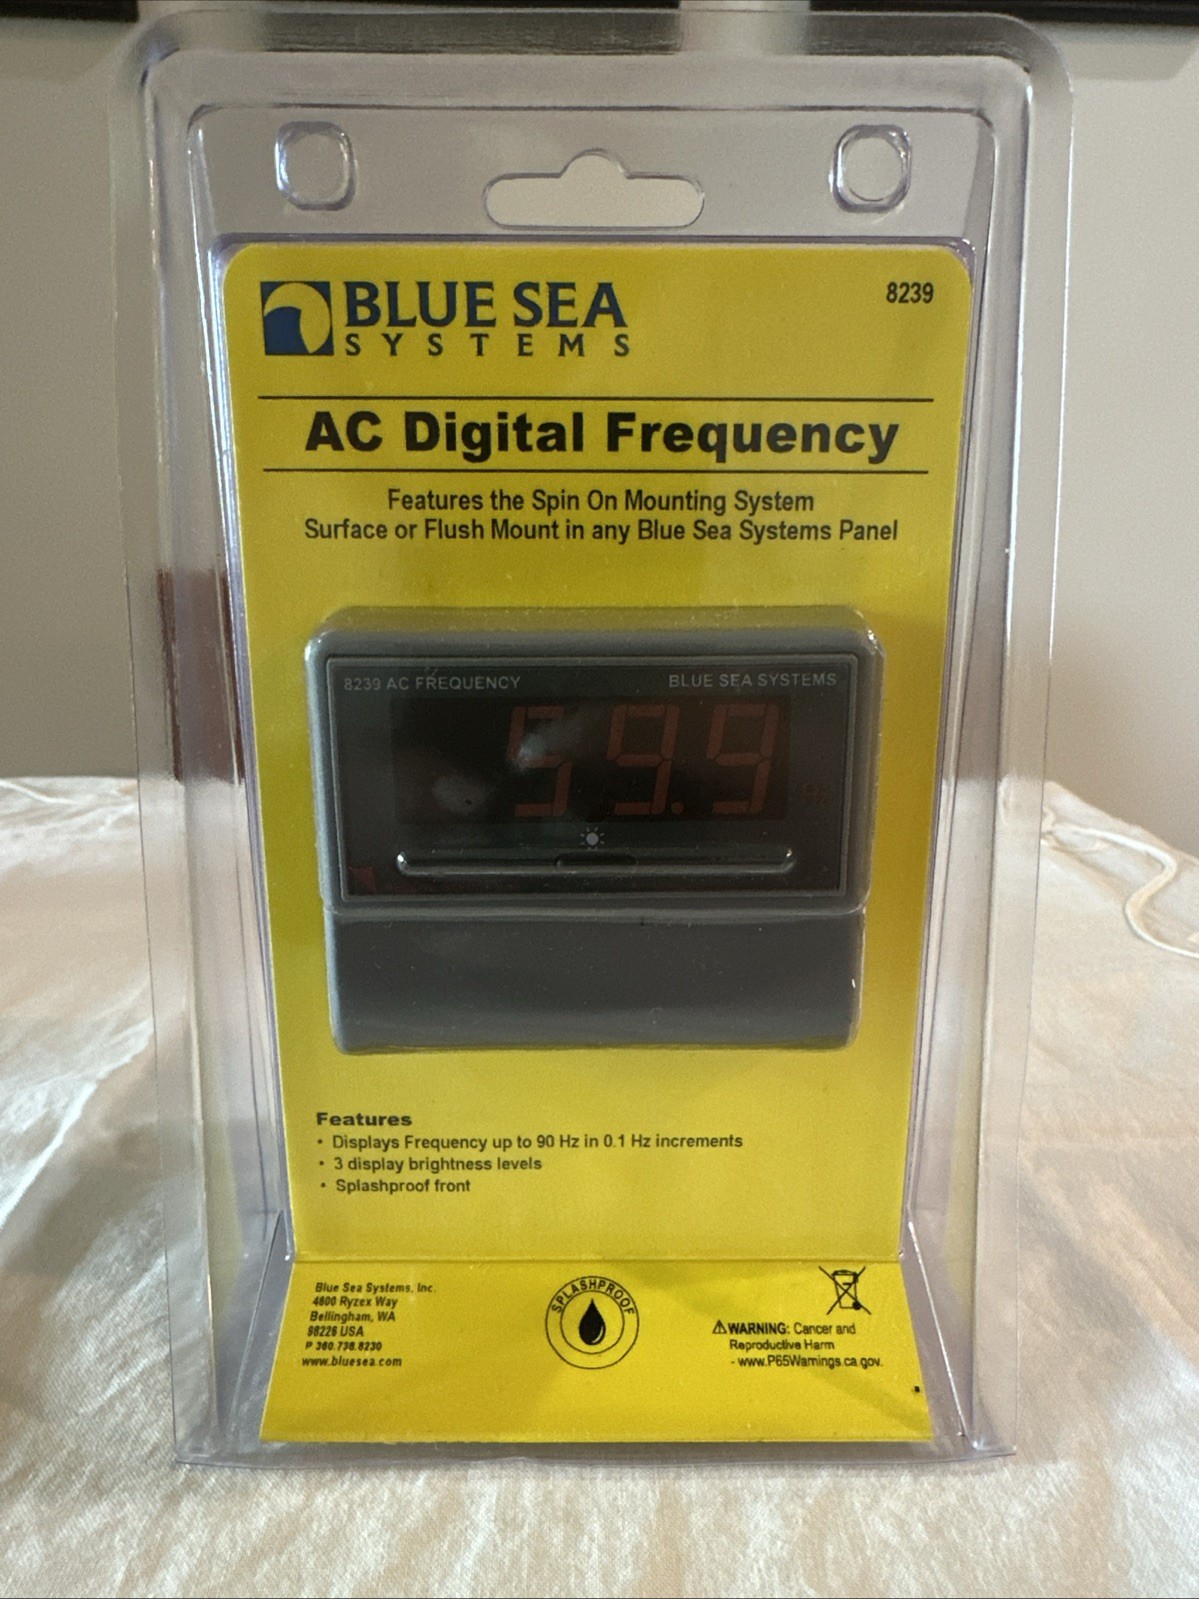 BLUE SEA
SYSTEMS
8239
AC Digital Frequency
Features the Spin On Mounting System
Surface or Flush Mount in any Blue Sea Systems Panel
8239 AC FREQUENCY
BLUE SEA SYSTEMS
59.9
Features
• Displays Frequency up to 90 Hz in 0.1 Hz increments
• 3 display brightness levels
• Splashproof front
Blue Sea Systems, Inc.
4600 Ryzex Way
Bellingham, WA
98226 USA
P 360.738.8230
www.bluesea.com
SPLASHPROOF
⚠WARNING: Cancer and
Reproductive Harm
- www.P65Warnings.ca.gov.